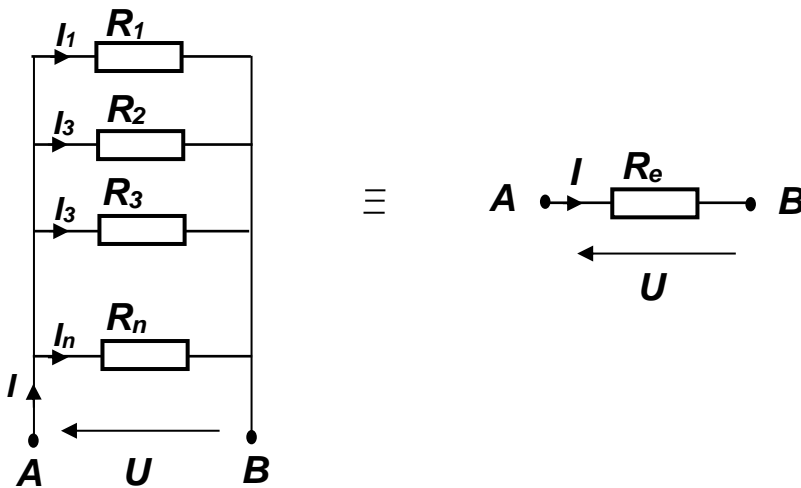 I1 R1
I3 R2
I3 R3
In Rn
I
A U B
≡
A I Re B
U